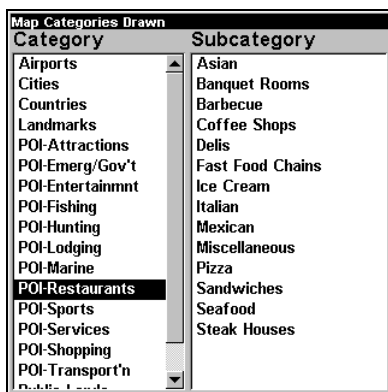 Map Categories Drawn
Category
Subcategory
Airports
Cities
Countries
Landmarks
POI-Attractions
POI-Emerg/Gov't
POI-Entertainmnt
POI-Fishing
POI-Hunting
POI-Lodging
POI-Marine
POI-Restaurants
POI-Sports
POI-Services
POI-Shopping
POI-Transport'n
Public Lands
Asian
Banquet Rooms
Barbecue
Coffee Shops
Delis
Fast Food Chains
Ice Cream
Italian
Mexican
Miscellaneous
Pizza
Sandwiches
Seafood
Steak Houses